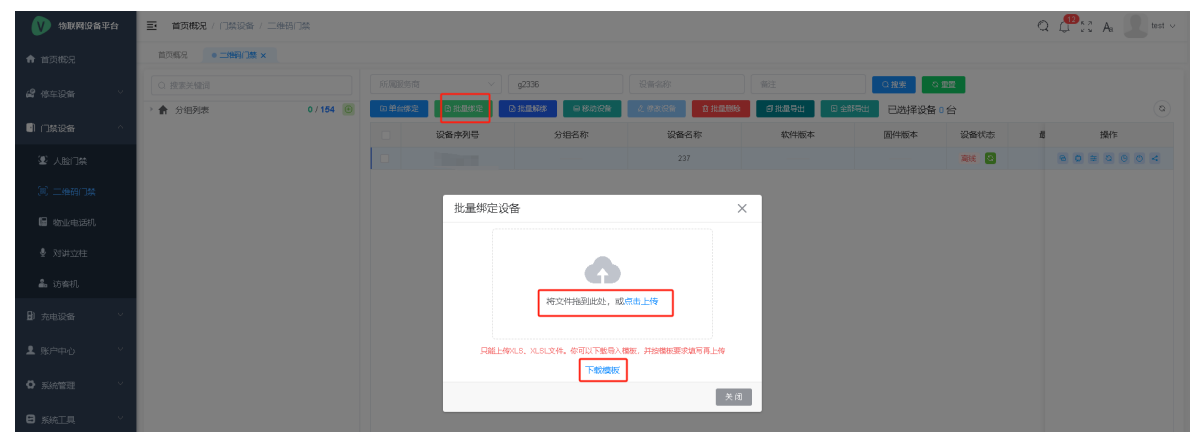 物联网设备平台
首页概况 / 门禁设备 / 二维码门禁
12
test
首页概况
二维码门禁 ×
首页概况
停车设备
门禁设备
人脸门禁
二维码门禁
物业电话机
对讲立柱
访客机
充电设备
账户中心
系统管理
系统工具
搜索关键词
分组列表
0 / 154
所属服务商
g2336
设备名称
备注
搜索
重置
单台绑定
批量绑定
批量解绑
移动设备
修改设备
批量删除
批量导出
全部导出
已选择设备 0 台
设备序列号
分组名称
设备名称
软件版本
固件版本
设备状态
操作
237
离线
批量绑定设备
将文件拖到此处，或点击上传
只能上传XLS、XLSL文件。你可以下载导入模板，并按模板要求填写再上传
下载模板
关 闭